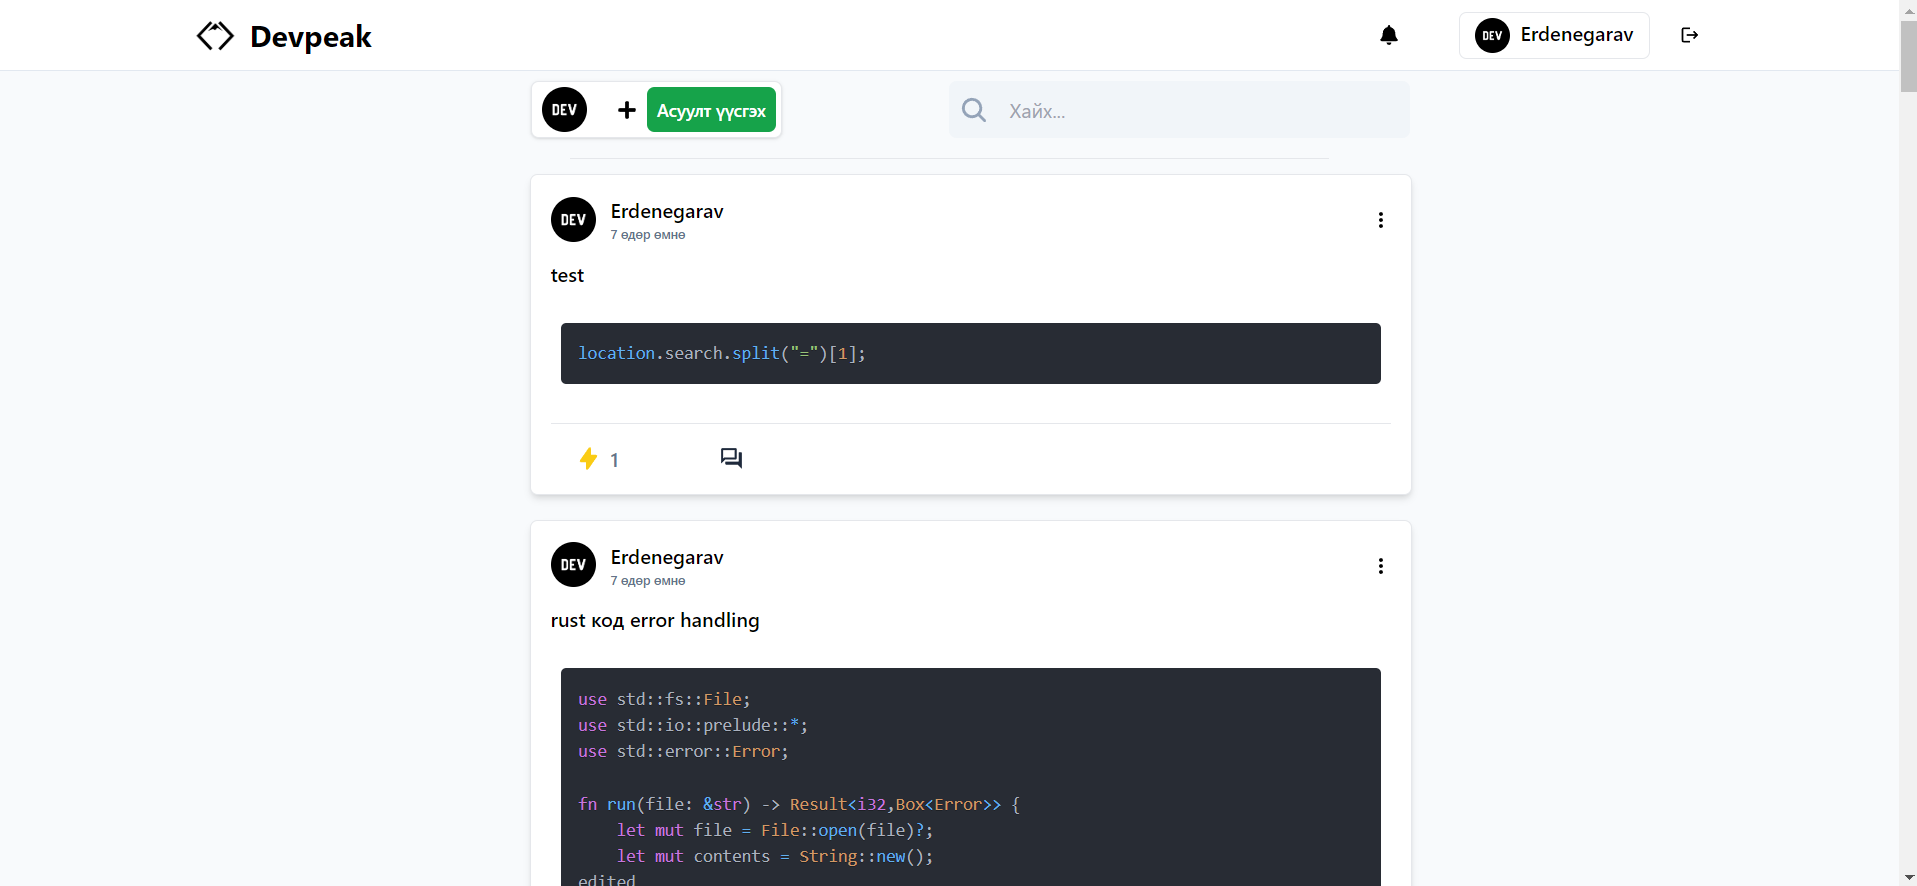 Devpeak
DEV Erdenegarav
DEV Асуулт үүсгэх
Хайх...
DEV Erdenegarav
7 өдөр өмнө
test
location.search.split("=")[1];
1
DEV Erdenegarav
7 өдөр өмнө
rust код error handling
use std::fs::File;
use std::io::prelude::*;
use std::error::Error;
fn run(file: &str) -> Result<i32,Box<Error>> {
    let mut file = File::open(file)?;
    let mut contents = String::new();
edited